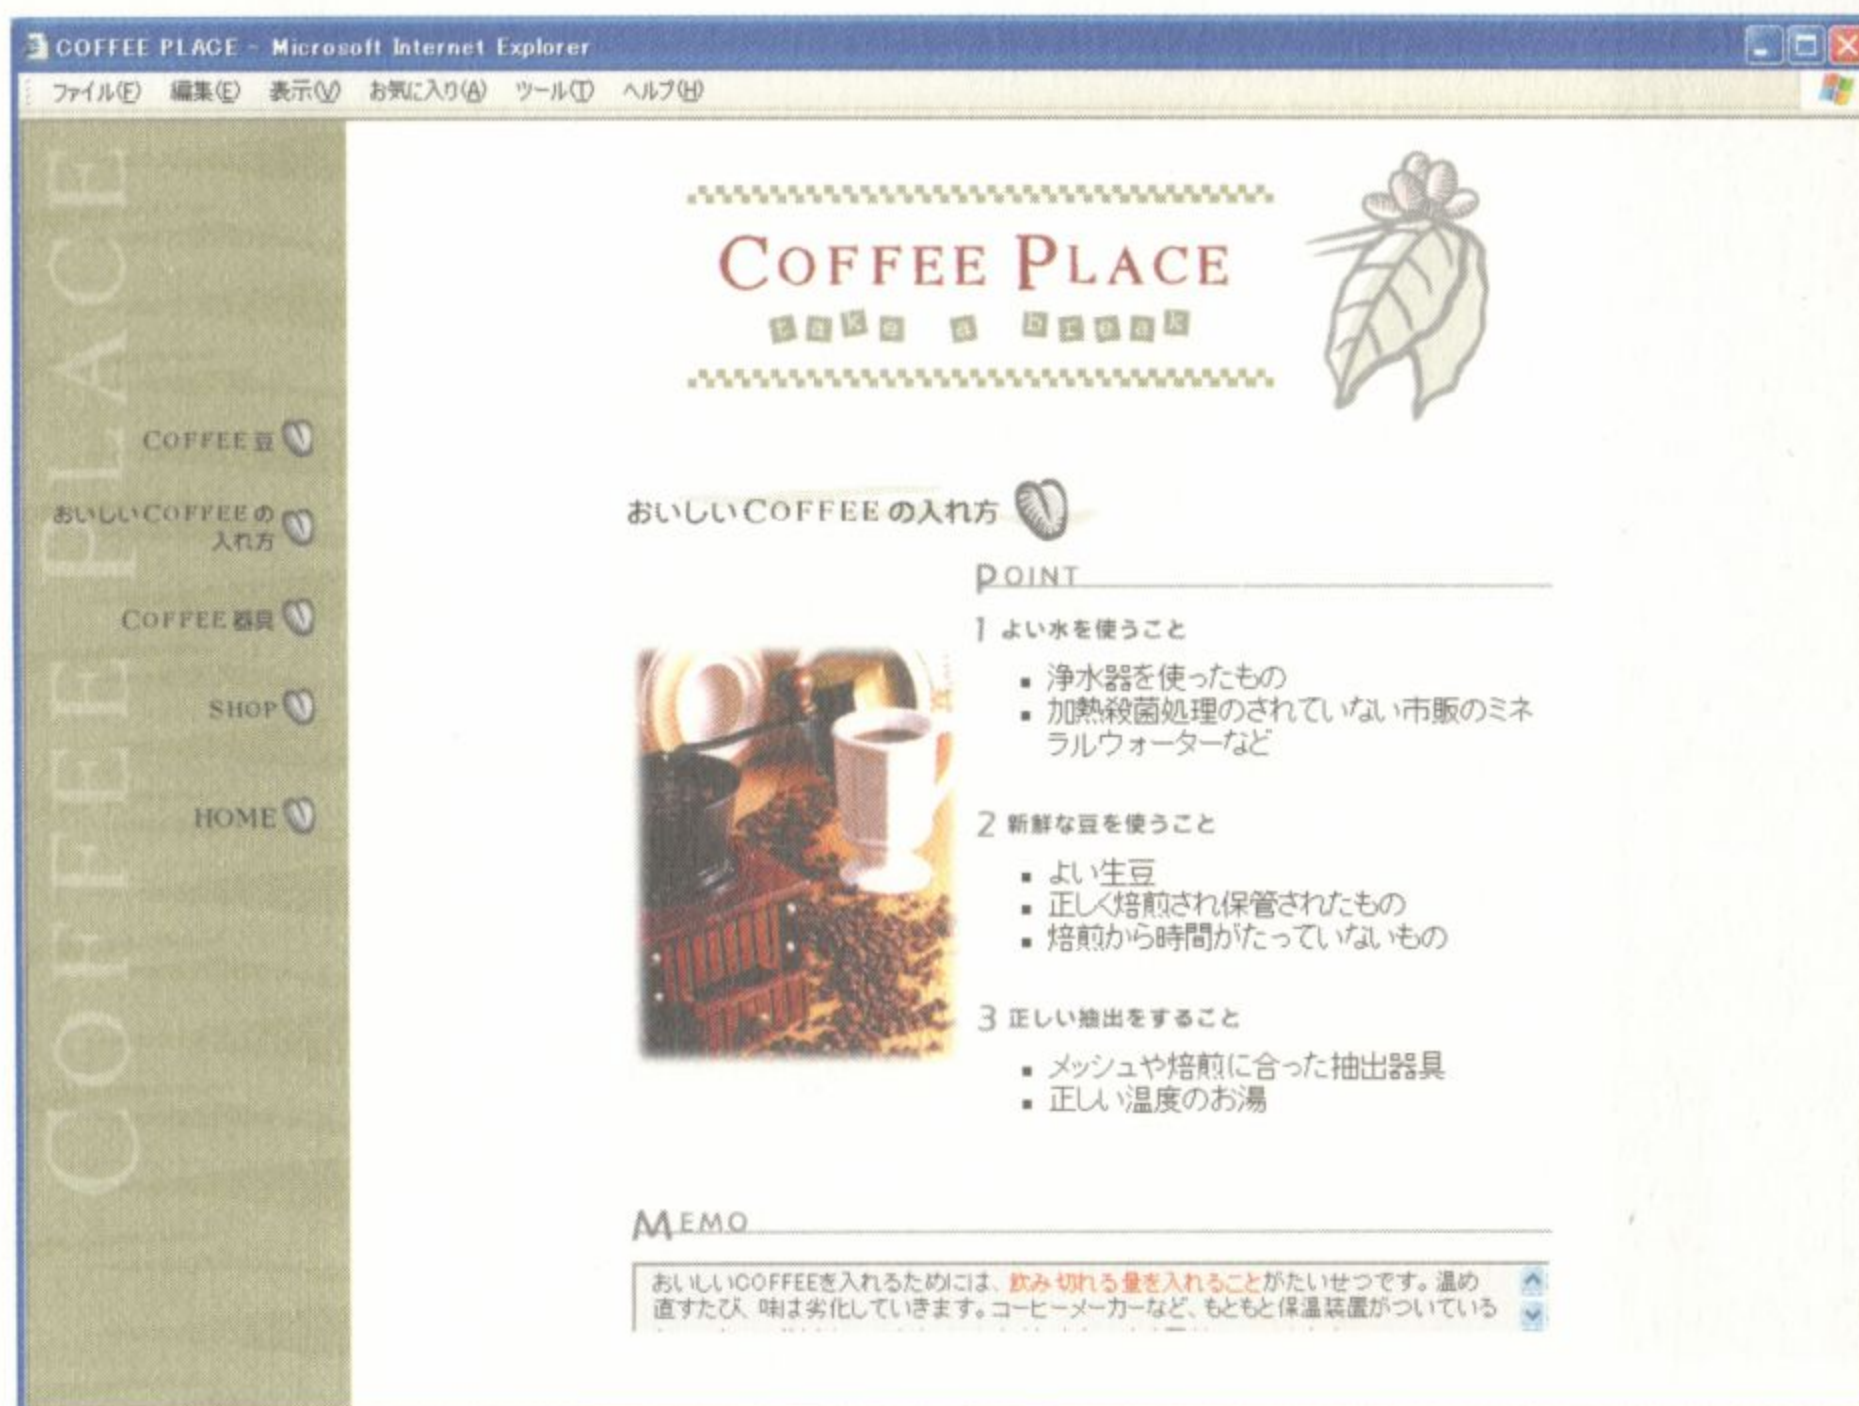 COFFEE PLACE - Microsoft Internet Explorer
ファイル(F) 編集(E) 表示(V) お気に入り(A) ツール(T) ヘルプ(H)
COFFEE PLACE
COFFEE 豆
おいしいCOFFEE の
入れ方
COFFEE 器具
SHOP
HOME
COFFEE PLACE
take a break
おいしいCOFFEE の入れ方
POINT
1 よい水を使うこと
▪ 浄水器を使ったもの
▪ 加熱殺菌処理のされていない市販のミネ
ラルウォーターなど
2 新鮮な豆を使うこと
▪ よい生豆
▪ 正しく焙煎され保管されたもの
▪ 焙煎から時間がたっていないもの
3 正しい抽出をすること
▪ メッシュや焙煎に合った抽出器具
▪ 正しい温度のお湯
MEMO
おいしいCOFFEEを入れるためには、飲み切れる量を入れることがたいせつです。温め
直すたび、味は劣化していきます。コーヒーメーカーなど、もともと保温装置がついている